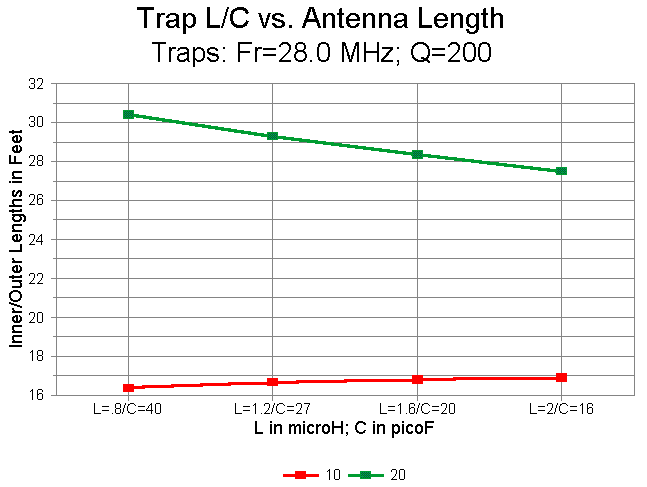 Trap L/C vs. Antenna Length
Traps: Fr=28.0 MHz; Q=200
Inner/Outer Lengths in Feet
32
30
28
26
24
22
20
18
16
L=.8/C=40 L=1.2/C=27 L=1.6/C=20 L=2/C=16
L in microH; C in picoF
10 20